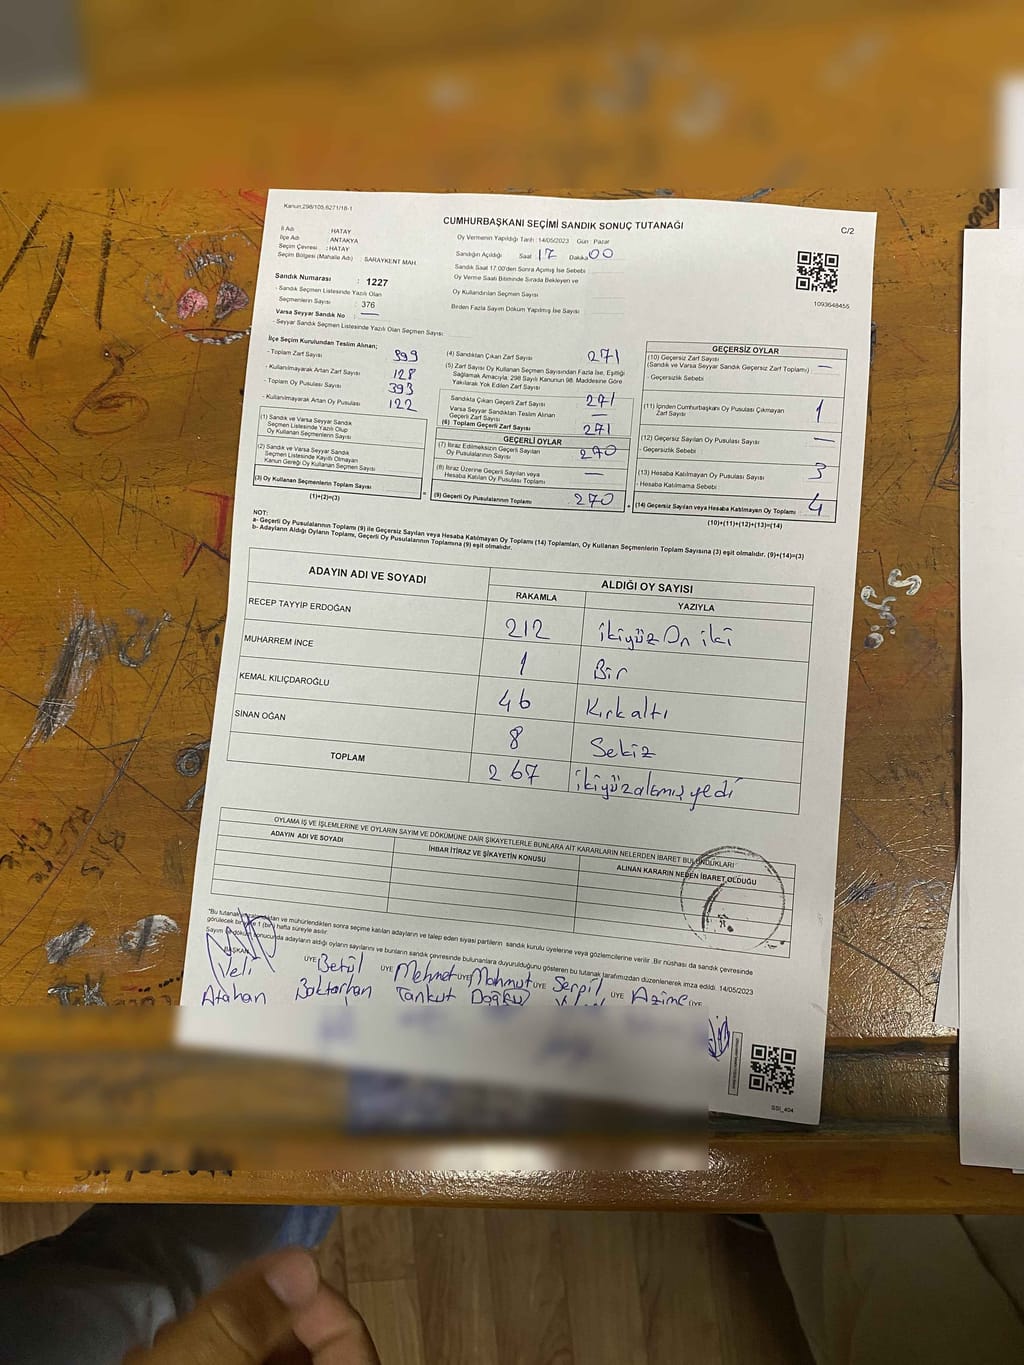 Kanun,298/105,6271/18-1
CUMHURBAŞKANI SEÇİMİ SANDIK SONUÇ TUTANAĞI
C/2
İl Adı : HATAY
İlçe Adı : ANTAKYA
Seçim Çevresi : HATAY
Seçim Bölgesi (Mahalle Adı) : SARAYKENT MAH.
Oy Vermenin Yapıldığı Tarih : 14/05/2023 Gün : Pazar
Sandığın Açıldığı Saat 17 Dakika 00
Sandık Saat 17.00'den Sonra Açılmış İse Sebebi
Oy Verme Saati Bitiminde Sırada Bekleyen ve
Oy Kullandırılan Seçmen Sayısı
Birden Fazla Sayım Döküm Yapılmış İse Sayısı
1093648455
Sandık Numarası : 1227
- Sandık Seçmen Listesinde Yazılı Olan
Seçmenlerin Sayısı : 376
Varsa Seyyar Sandık No : —
- Seyyar Sandık Seçmen Listesinde Yazılı Olan Seçmen Sayısı:
İlçe Seçim Kurulundan Teslim Alınan;
- Toplam Zarf Sayısı 399
- Kullanılmayarak Artan Zarf Sayısı 128
- Toplam Oy Pusulası Sayısı 393
- Kullanılmayarak Artan Oy Pusulası 122
(1) Sandık ve Varsa Seyyar Sandık
Seçmen Listesinde Yazılı Olup
Oy Kullanan Seçmenlerin Sayısı
(2) Sandık ve Varsa Seyyar Sandık
Seçmen Listesinde Kayıtlı Olmayan
Kanun Gereği Oy Kullanan Seçmen Sayısı
(3) Oy Kullanan Seçmenlerin Toplam Sayısı
(1)+(2)=(3)
(4) Sandıktan Çıkan Zarf Sayısı 271
(5) Zarf Sayısı Oy Kullanan Seçmen Sayısından Fazla İse, Eşitliği
Sağlamak Amacıyla, 298 Sayılı Kanunun 98. Maddesine Göre
Yakılarak Yok Edilen Zarf Sayısı
Sandıkta Çıkan Geçerli Zarf Sayısı 271
Varsa Seyyar Sandıktan Teslim Alınan
Geçerli Zarf Sayısı —
(6) Toplam Geçerli Zarf Sayısı 271
GEÇERLİ OYLAR
(7) İtiraz Edilmeksizin Geçerli Sayılan
Oy Pusulalarının Sayısı 270
(8) İtiraz Üzerine Geçerli Sayılan veya
Hesaba Katılan Oy Pusulası Toplamı —
= (9) Geçerli Oy Pusulalarının Toplamı 270
GEÇERSİZ OYLAR
(10) Geçersiz Zarf Sayısı
(Sandık ve Varsa Seyyar Sandık Geçersiz Zarf Toplamı) —
- Geçersizlik Sebebi
(11) İçinden Cumhurbaşkanı Oy Pusulası Çıkmayan
Zarf Sayısı 1
(12) Geçersiz Sayılan Oy Pusulası Sayısı —
- Geçersizlik Sebebi
(13) Hesaba Katılmayan Oy Pusulası Sayısı 3
- Hesaba Katılmama Sebebi
+ (14) Geçersiz Sayılan veya Hesaba Katılmayan Oy Toplamı 4
(10)+(11)+(12)+(13)=(14)
NOT:
a- Geçerli Oy Pusulalarının Toplamı (9) ile Geçersiz Sayılan veya Hesaba Katılmayan Oy Toplamı (14) Toplamları, Oy Kullanan Seçmenlerin Toplam Sayısına (3) eşit olmalıdır. (9)+(14)=(3)
b- Adayların Aldığı Oyların Toplamı, Geçerli Oy Pusulalarının Toplamına (9) eşit olmalıdır.
ADAYIN ADI VE SOYADI
ALDIĞI OY SAYISI
RAKAMLA YAZIYLA
RECEP TAYYİP ERDOĞAN 212 ikiyüz On iki
MUHARREM İNCE 1 Bir
KEMAL KILIÇDAROĞLU 46 Kırkaltı
SİNAN OĞAN 8 Sekiz
TOPLAM 267 ikiyüzaltmış yedi
OYLAMA İŞ VE İŞLEMLERİNE VE OYLARIN SAYIM VE DÖKÜMÜNE DAİR ŞİKAYETLERLE BUNLARA AİT KARARLARIN NELERDEN İBARET BULUNDUKLARI
ADAYIN ADI VE SOYADI İHBAR İTİRAZ VE ŞİKAYETİN KONUSU ALINAN KARARIN NEDEN İBARET OLDUĞU
"Bu tutanak ve mühürlendikten sonra seçime katılan adayların ve talep eden siyasi partilerin sandık kurulu üyelerine veya gözlemcilerine verilir. Bir nüshası da sandık çevresinde
görülecek bir yere 1 (bir) hafta süreyle asılır.
Sayım ve döküm sonucunda adayların aldığı oyların sayılarını ve bunların sandık çevresinde bulunanlara duyurulduğunu gösteren bu tutanak tarafımızdan düzenlenerek imza edildi. 14/05/2023
BAŞKAN ÜYE ÜYE ÜYE ÜYE ÜYE ÜYE
Veli Betül Mehmet Mahmut Serpil Azime
Atahan Baktarhan Tankut Doğku
SSİ_404